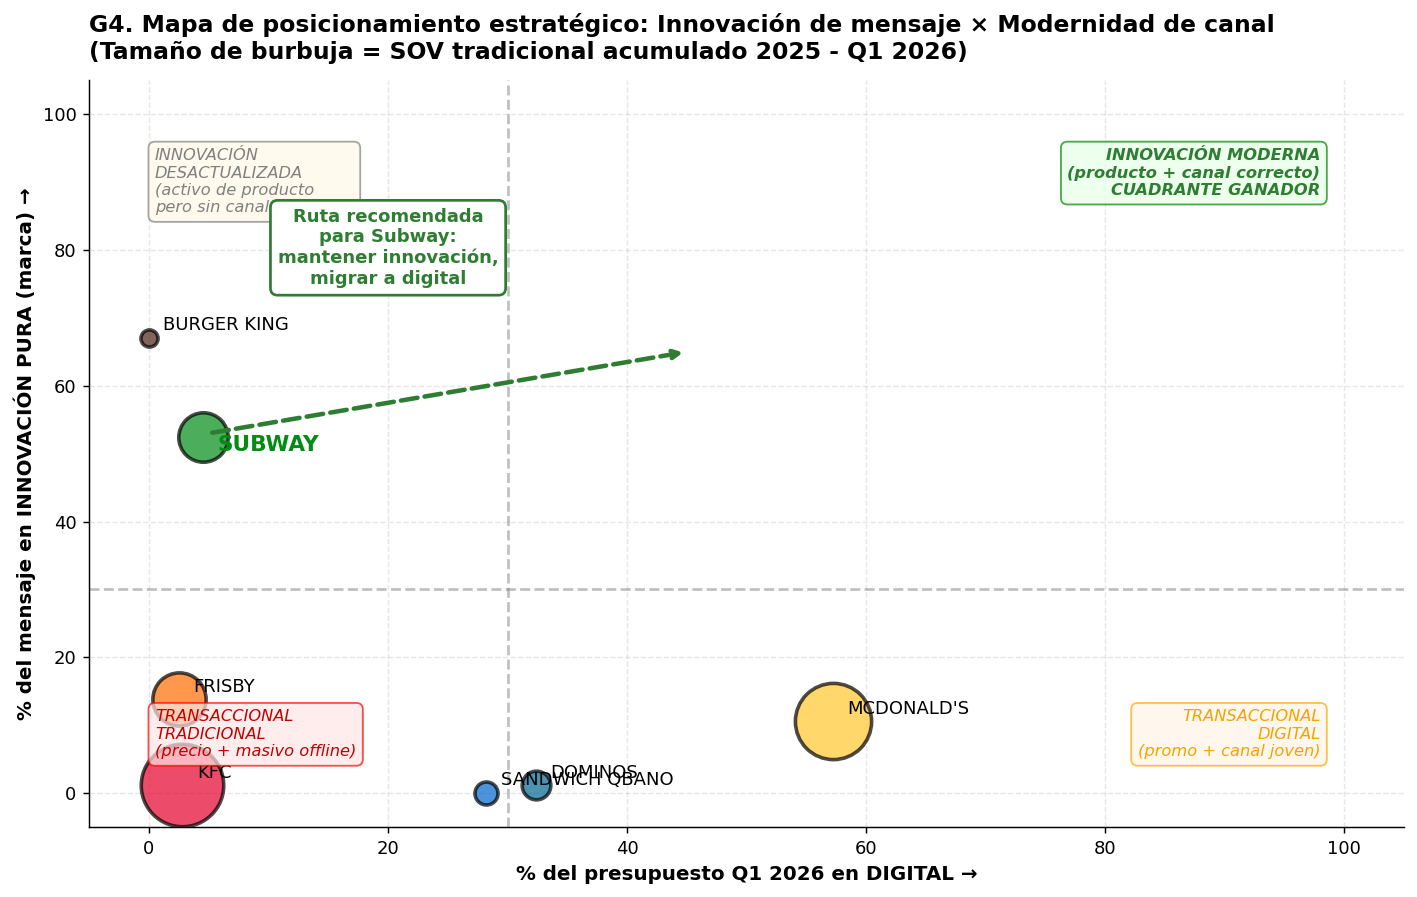 G4. Mapa de posicionamiento estratégico: Innovación de mensaje × Modernidad de canal
(Tamaño de burbuja = SOV tradicional acumulado 2025 - Q1 2026)
% del mensaje en INNOVACIÓN PURA (marca) →
100
80
60
40
20
0
INNOVACIÓN
DESACTUALIZADA
(activo de producto
pero sin canal
Ruta recomendada
para Subway:
mantener innovación,
migrar a digital
INNOVACIÓN MODERNA
(producto + canal correcto)
CUADRANTE GANADOR
BURGER KING
SUBWAY
FRISBY
TRANSACCIONAL
TRADICIONAL
(precio + masivo offline)
KFC
SANDWICH QBANO
DOMINOS
MCDONALD'S
TRANSACCIONAL
DIGITAL
(promo + canal joven)
0
20
40
60
80
100
% del presupuesto Q1 2026 en DIGITAL →